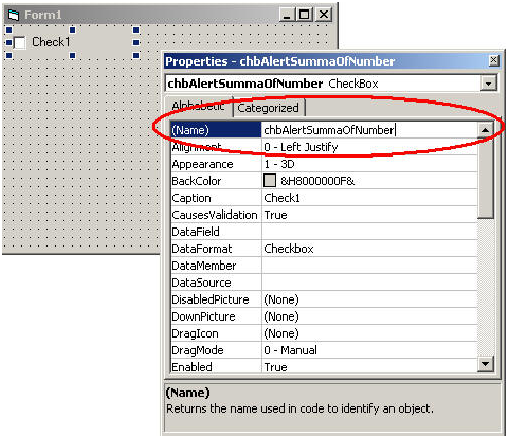 Form1
Check1
Properties - chbAlertSummaOfNumber
chbAlertSummaOfNumber CheckBox
Alphabetic Categorized
(Name) chbAlertSummaOfNumber
Alignment 0 - Left Justify
Appearance 1 - 3D
BackColor &H8000000F&
Caption Check1
CausesValidation True
DataField
DataFormat Checkbox
DataMember
DataSource
DisabledPicture (None)
DownPicture (None)
DragIcon (None)
DragMode 0 - Manual
Enabled True
(Name)
Returns the name used in code to identify an object.